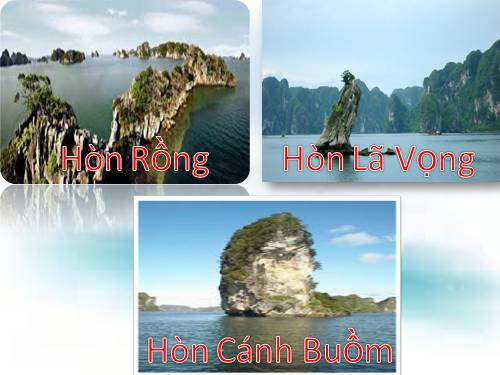 Hòn Rồng
Hòn Lã Vọng
Hòn Cánh Buồm